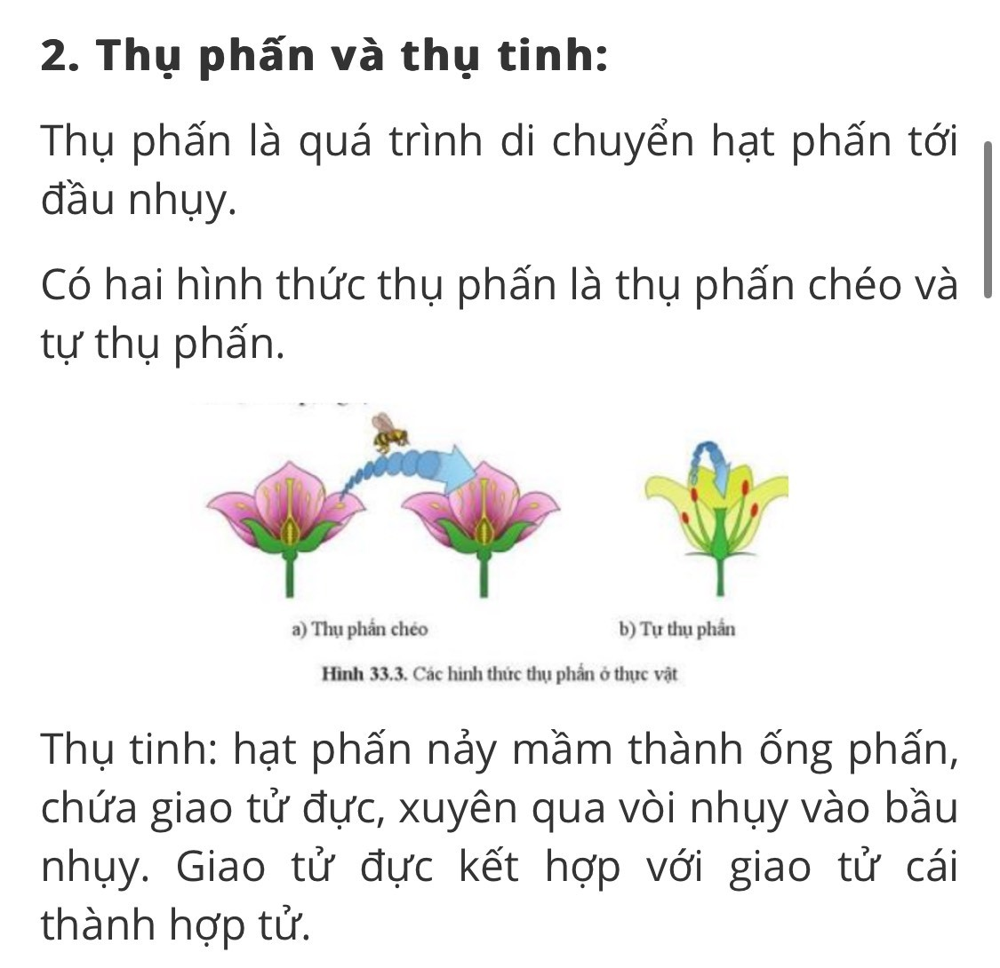 2. Thụ phấn và thụ tinh:
Thụ phấn là quá trình di chuyển hạt phấn tới
đầu nhụy.
Có hai hình thức thụ phấn là thụ phấn chéo và
tự thụ phấn.
a) Thụ phấn chéo
b) Tự thụ phấn
Hình 33.3. Các hình thức thụ phấn ở thực vật
Thụ tinh: hạt phấn nảy mầm thành ống phấn,
chứa giao tử đực, xuyên qua vòi nhụy vào bầu
nhụy. Giao tử đực kết hợp với giao tử cái
thành hợp tử.